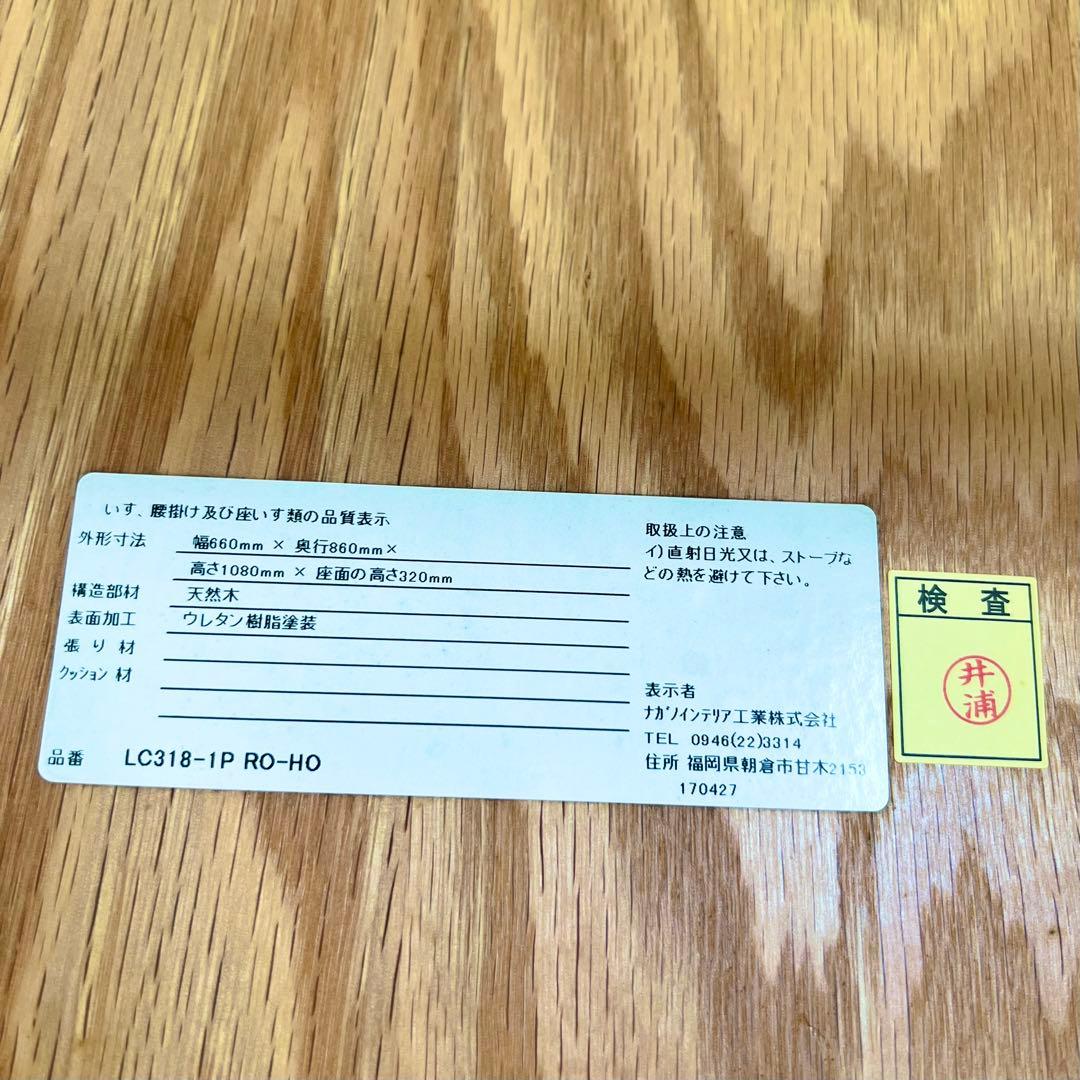 いす、腰掛け及び座いす類の品質表示
外形寸法 幅660mm × 奥行860mm×
高さ1080mm × 座面の高さ320mm
構造部材 天然木
表面加工 ウレタン樹脂塗装
張り材
クッション材
品番 LC318-1P RO-HO
取扱上の注意
イ)直射日光又は、ストーブな
どの熱を避けて下さい。
表示者
ナガノインテリア工業株式会社
TEL 0946(22)3314
住所 福岡県朝倉市甘木2153
170427
検査
井浦